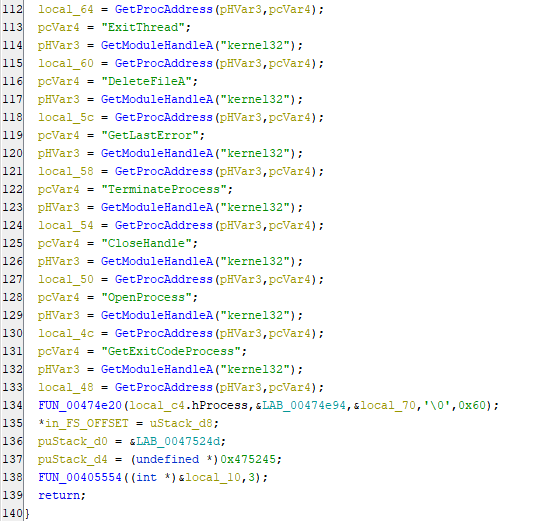 112 local_64 = GetProcAddress(pHVar3,pcVar4);
113 pcVar4 = "ExitThread";
114 pHVar3 = GetModuleHandleA("kernel32");
115 local_60 = GetProcAddress(pHVar3,pcVar4);
116 pcVar4 = "DeleteFileA";
117 pHVar3 = GetModuleHandleA("kernel32");
118 local_5c = GetProcAddress(pHVar3,pcVar4);
119 pcVar4 = "GetLastError";
120 pHVar3 = GetModuleHandleA("kernel32");
121 local_58 = GetProcAddress(pHVar3,pcVar4);
122 pcVar4 = "TerminateProcess";
123 pHVar3 = GetModuleHandleA("kernel32");
124 local_54 = GetProcAddress(pHVar3,pcVar4);
125 pcVar4 = "CloseHandle";
126 pHVar3 = GetModuleHandleA("kernel32");
127 local_50 = GetProcAddress(pHVar3,pcVar4);
128 pcVar4 = "OpenProcess";
129 pHVar3 = GetModuleHandleA("kernel32");
130 local_4c = GetProcAddress(pHVar3,pcVar4);
131 pcVar4 = "GetExitCodeProcess";
132 pHVar3 = GetModuleHandleA("kernel32");
133 local_48 = GetProcAddress(pHVar3,pcVar4);
134 FUN_00474e20(local_c4.hProcess,&LAB_00474e94,&local_70,'\0',0x60);
135 *in_FS_OFFSET = uStack_d8;
136 puStack_d0 = &LAB_0047524d;
137 puStack_d4 = (undefined *)0x475245;
138 FUN_00405554((int *)&local_10,3);
139 return;
140 }